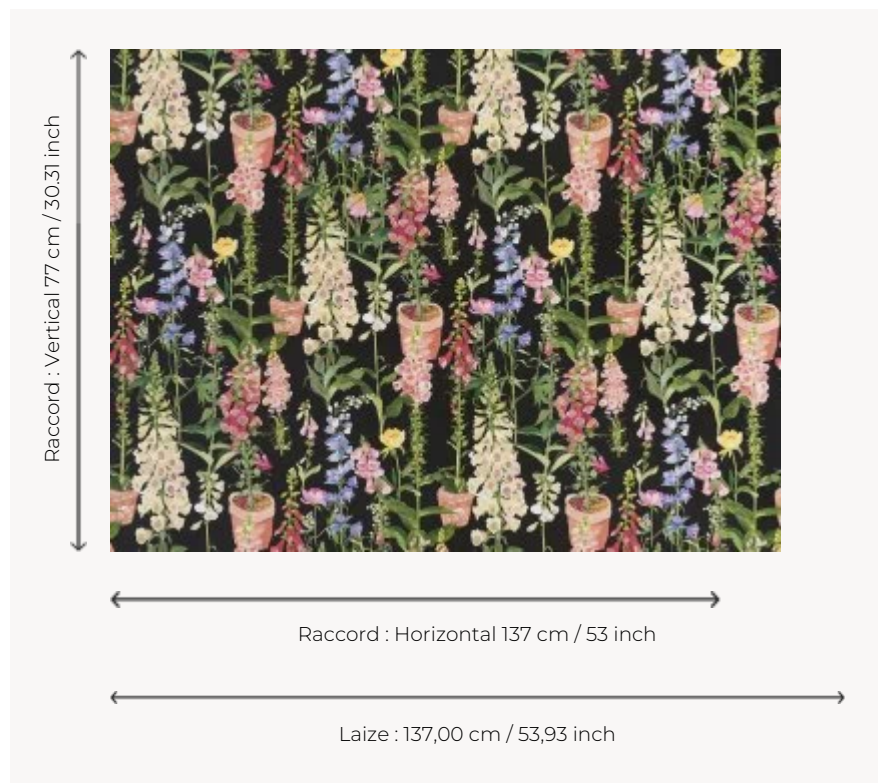 Raccord : Vertical 77 cm / 30.31 inch
Raccord : Horizontal 137 cm / 53 inch
Laize : 137,00 cm / 53,93 inch